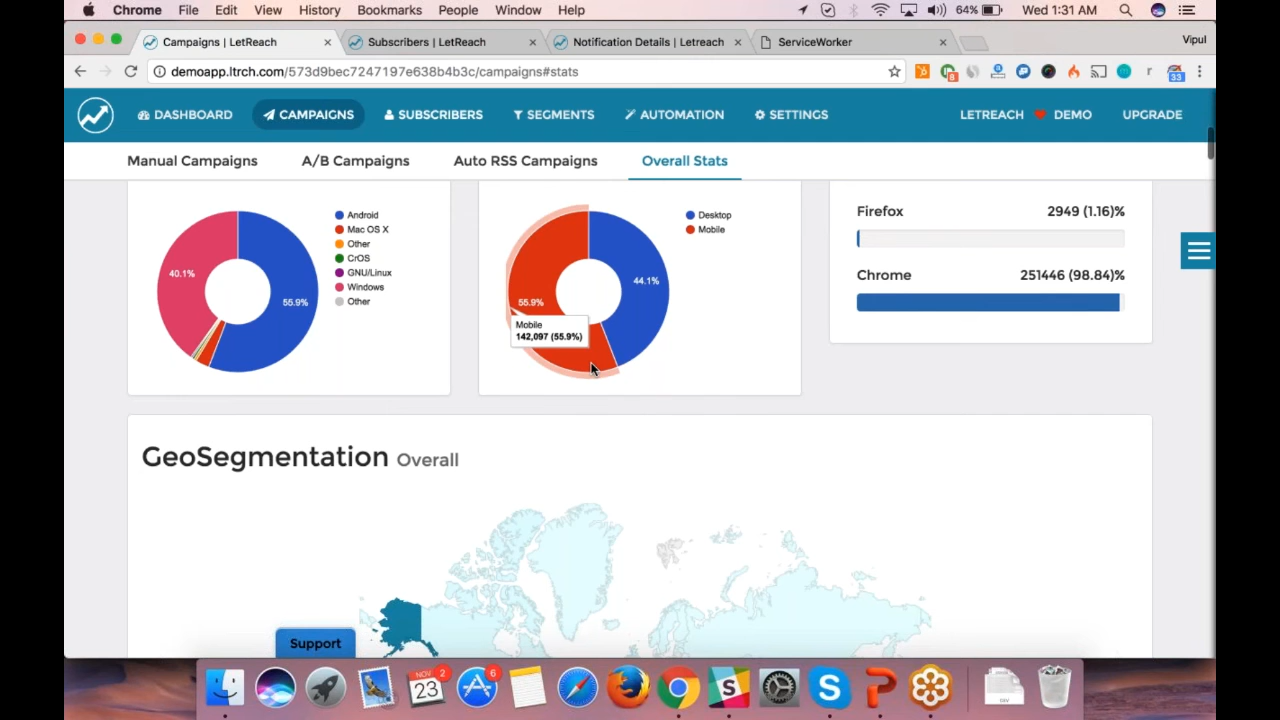 Chrome File Edit View History Bookmarks People Window Help 64% Wed 1:31 AM
Campaigns | LetReach Subscribers | LetReach Notification Details | Letreach ServiceWorker Vipul
demoapp.ltrch.com/573d9bec7247197e638b4b3c/campaigns#stats
DASHBOARD CAMPAIGNS SUBSCRIBERS SEGMENTS AUTOMATION SETTINGS LETREACH DEMO UPGRADE
Manual Campaigns A/B Campaigns Auto RSS Campaigns Overall Stats
Android
Mac OS X
Other
CrOS
GNU/Linux
Windows
Other
40.1%
55.9%
Desktop
Mobile
44.1%
55.9%
Mobile
142,097 (55.9%)
Firefox 2949 (1.16)%
Chrome 251446 (98.84)%
GeoSegmentation Overall
Support
NOV 2
23
6
8
33